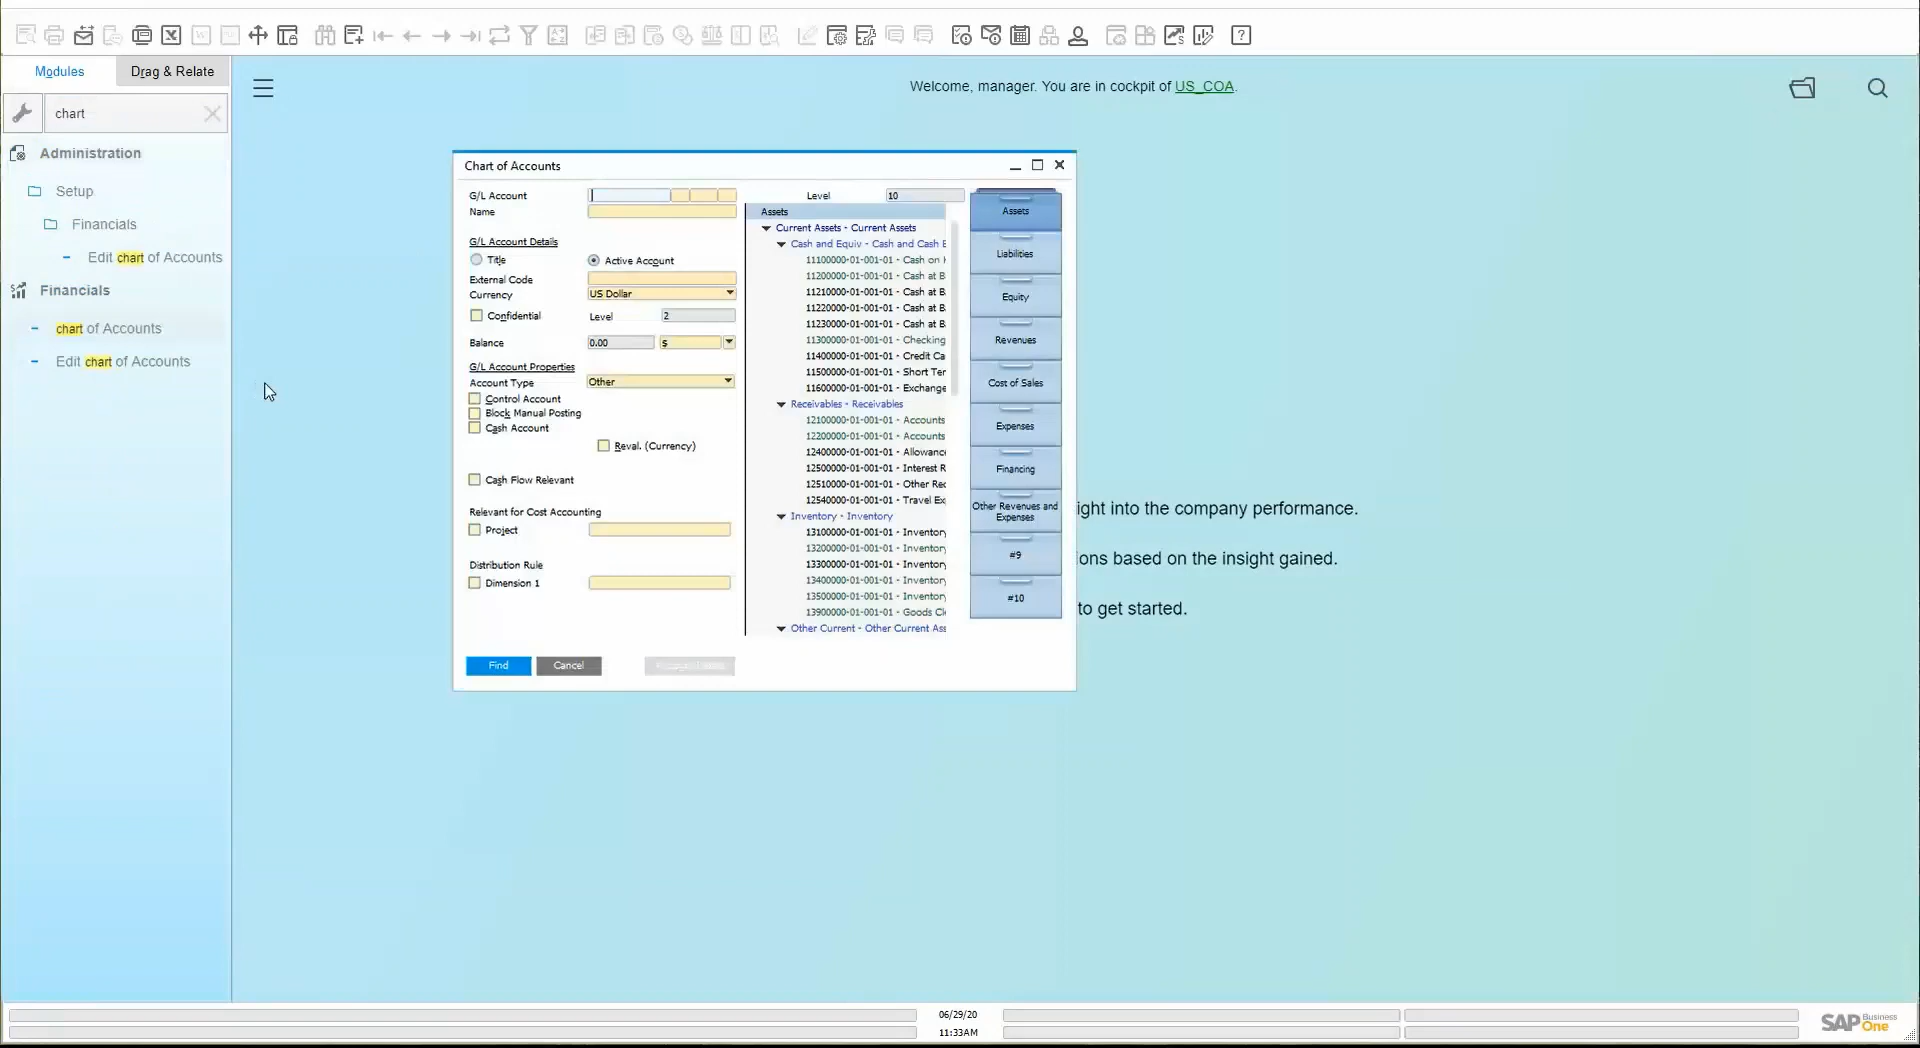 Modules
Drag & Relate
chart
Administration
Setup
Financials
Edit chart of Accounts
Financials
chart of Accounts
Edit chart of Accounts
Welcome, manager. You are in cockpit of US_COA.
Chart of Accounts
G/L Account
Name
G/L Account Details
Title
Active Account
External Code
Currency
US Dollar
Confidential
Level
2
Balance
0.00
$
G/L Account Properties
Account Type
Other
Control Account
Block Manual Posting
Cash Account
Reval. (Currency)
Cash Flow Relevant
Relevant for Cost Accounting
Project
Distribution Rule
Dimension 1
Find
Cancel
Level
10
Assets
Current Assets - Current Assets
Cash and Equiv - Cash and Cash E
11100000-01-001-01 - Cash on H
11200000-01-001-01 - Cash at B
11210000-01-001-01 - Cash at B
11220000-01-001-01 - Cash at B
11230000-01-001-01 - Cash at B
11300000-01-001-01 - Checking
11400000-01-001-01 - Credit Ca
11500000-01-001-01 - Short Ter
11600000-01-001-01 - Exchange
Receivables - Receivables
12100000-01-001-01 - Accounts
12200000-01-001-01 - Accounts
12400000-01-001-01 - Allowanc
12500000-01-001-01 - Interest R
12510000-01-001-01 - Other Rec
12540000-01-001-01 - Travel Ex
Inventory - Inventory
13100000-01-001-01 - Inventory
13200000-01-001-01 - Inventory
13300000-01-001-01 - Inventory
13400000-01-001-01 - Inventory
13500000-01-001-01 - Inventory
13900000-01-001-01 - Goods Cle
Other Current - Other Current Ass
Assets
Liabilities
Equity
Revenues
Cost of Sales
Expenses
Financing
Other Revenues and
Expenses
#9
#10
ight into the company performance.
ions based on the insight gained.
to get started.
06/29/20
11:33AM
SAP Business One